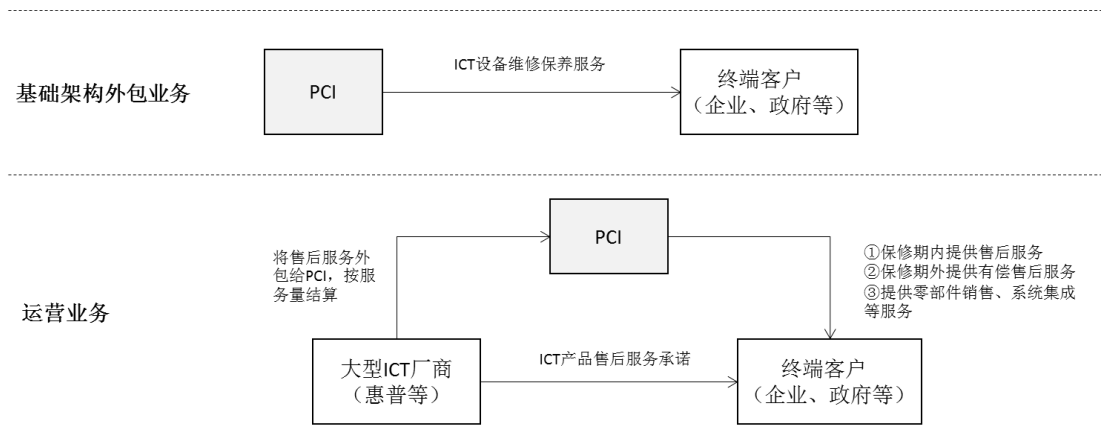 ICT设备维修保养服务
基础架构外包业务
PCI
终端客户
（企业、政府等）
运营业务
将售后服务外
包给PCI，按服
务量结算
PCI
①保修期内提供售后服务
②保修期外提供有偿售后服务
③提供零部件销售、系统集成
等服务
大型ICT厂商
（惠普等）
ICT产品售后服务承诺
终端客户
（企业、政府等）